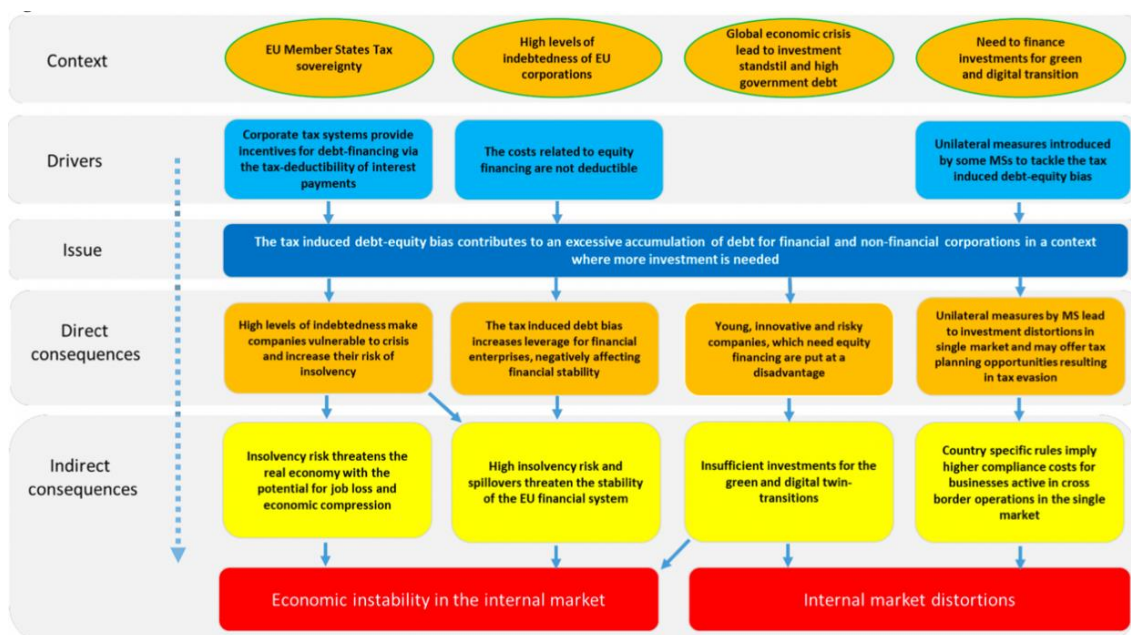 Context
EU Member States Tax
sovereignty
High levels of
indebtedness of EU
corporations
Global economic crisis
lead to investment
standstil and high
government debt
Need to finance
investments for green
and digital transition
Drivers
Corporate tax systems provide
incentives for debt-financing via
the tax-deductibility of interest
payments
The costs related to equity
financing are not deductible
Unilateral measures introduced
by some MSs to tackle the tax
induced debt-equity bias
Issue
The tax induced debt-equity bias contributes to an excessive accumulation of debt for financial and non-financial corporations in a context
where more investment is needed
Direct
consequences
High levels of indebtedness make
companies vulnerable to crisis
and increase their risk of
insolvency
The tax induced debt bias
increases leverage for financial
enterprises, negatively affecting
financial stability
Young, innovative and risky
companies, which need equity
financing are put at a
disadvantage
Unilateral measures by MS lead
to investment distortions in
single market and may offer tax
planning opportunities resulting
in tax evasion
Indirect
consequences
Insolvency risk threatens the
real economy with the
potential for job loss and
economic compression
High insolvency risk and
spillovers threaten the stability
of the EU financial system
Insufficient investments for the
green and digital twin-
transitions
Country specific rules imply
higher compliance costs for
businesses active in cross
border operations in the single
market
Economic instability in the internal market
Internal market distortions